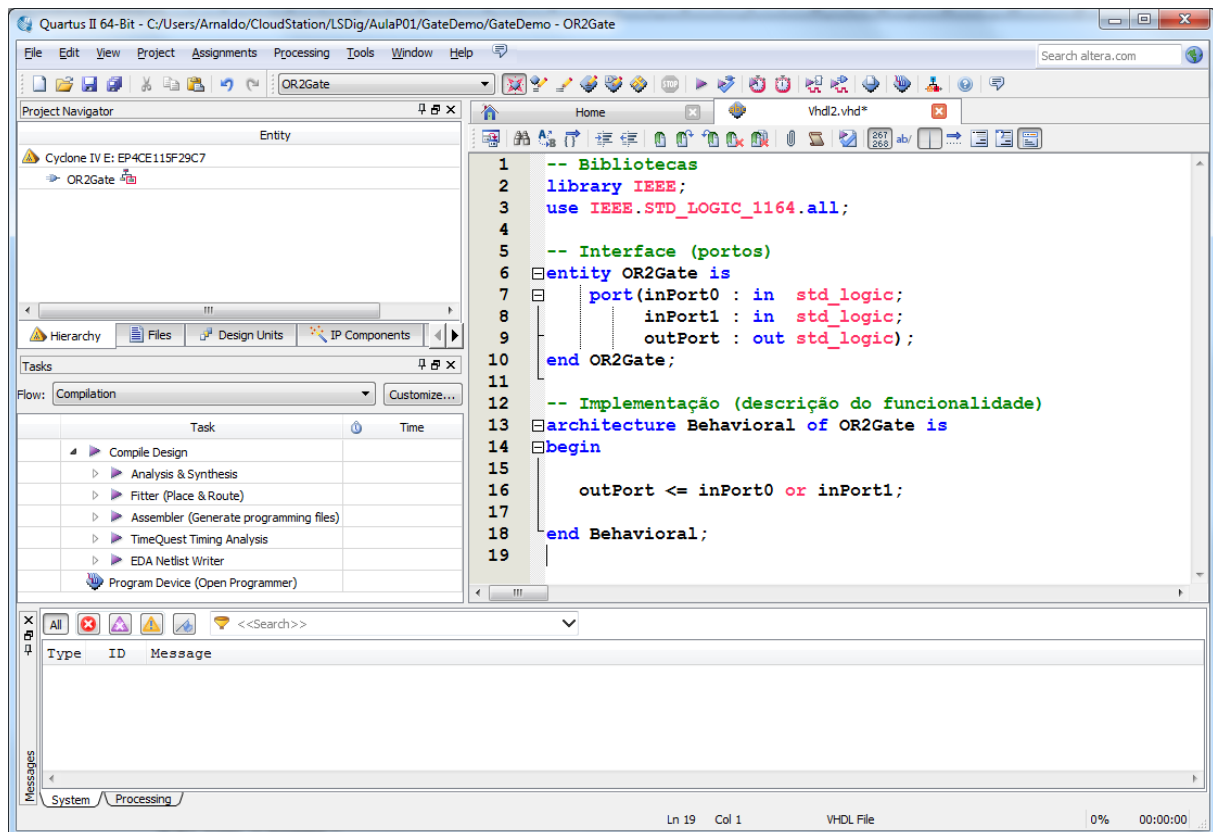 Quartus II 64-Bit - C:/Users/Arnaldo/CloudStation/LSDig/AulaP01/GateDemo/GateDemo - OR2Gate
File Edit View Project Assignments Processing Tools Window Help
Search altera.com
OR2Gate
STOP
Project Navigator
Entity
Cyclone IV E: EP4CE115F29C7
OR2Gate
Hierarchy Files Design Units IP Components
Tasks
Flow: Compilation Customize...
Task Time
Compile Design
Analysis & Synthesis
Fitter (Place & Route)
Assembler (Generate programming files)
TimeQuest Timing Analysis
EDA Netlist Writer
Program Device (Open Programmer)
Home Vhdl2.vhd*
267 268 ab/
1 -- Bibliotecas
2 library IEEE;
3 use IEEE.STD_LOGIC_1164.all;
4
5 -- Interface (portos)
6 entity OR2Gate is
7 port(inPort0 : in std_logic;
8 inPort1 : in std_logic;
9 outPort : out std_logic);
10 end OR2Gate;
11
12 -- Implementação (descrição do funcionalidade)
13 architecture Behavioral of OR2Gate is
14 begin
15
16 outPort <= inPort0 or inPort1;
17
18 end Behavioral;
19
All <<Search>>
Type ID Message
Messages
System Processing
Ln 19 Col 1 VHDL File 0% 00:00:00